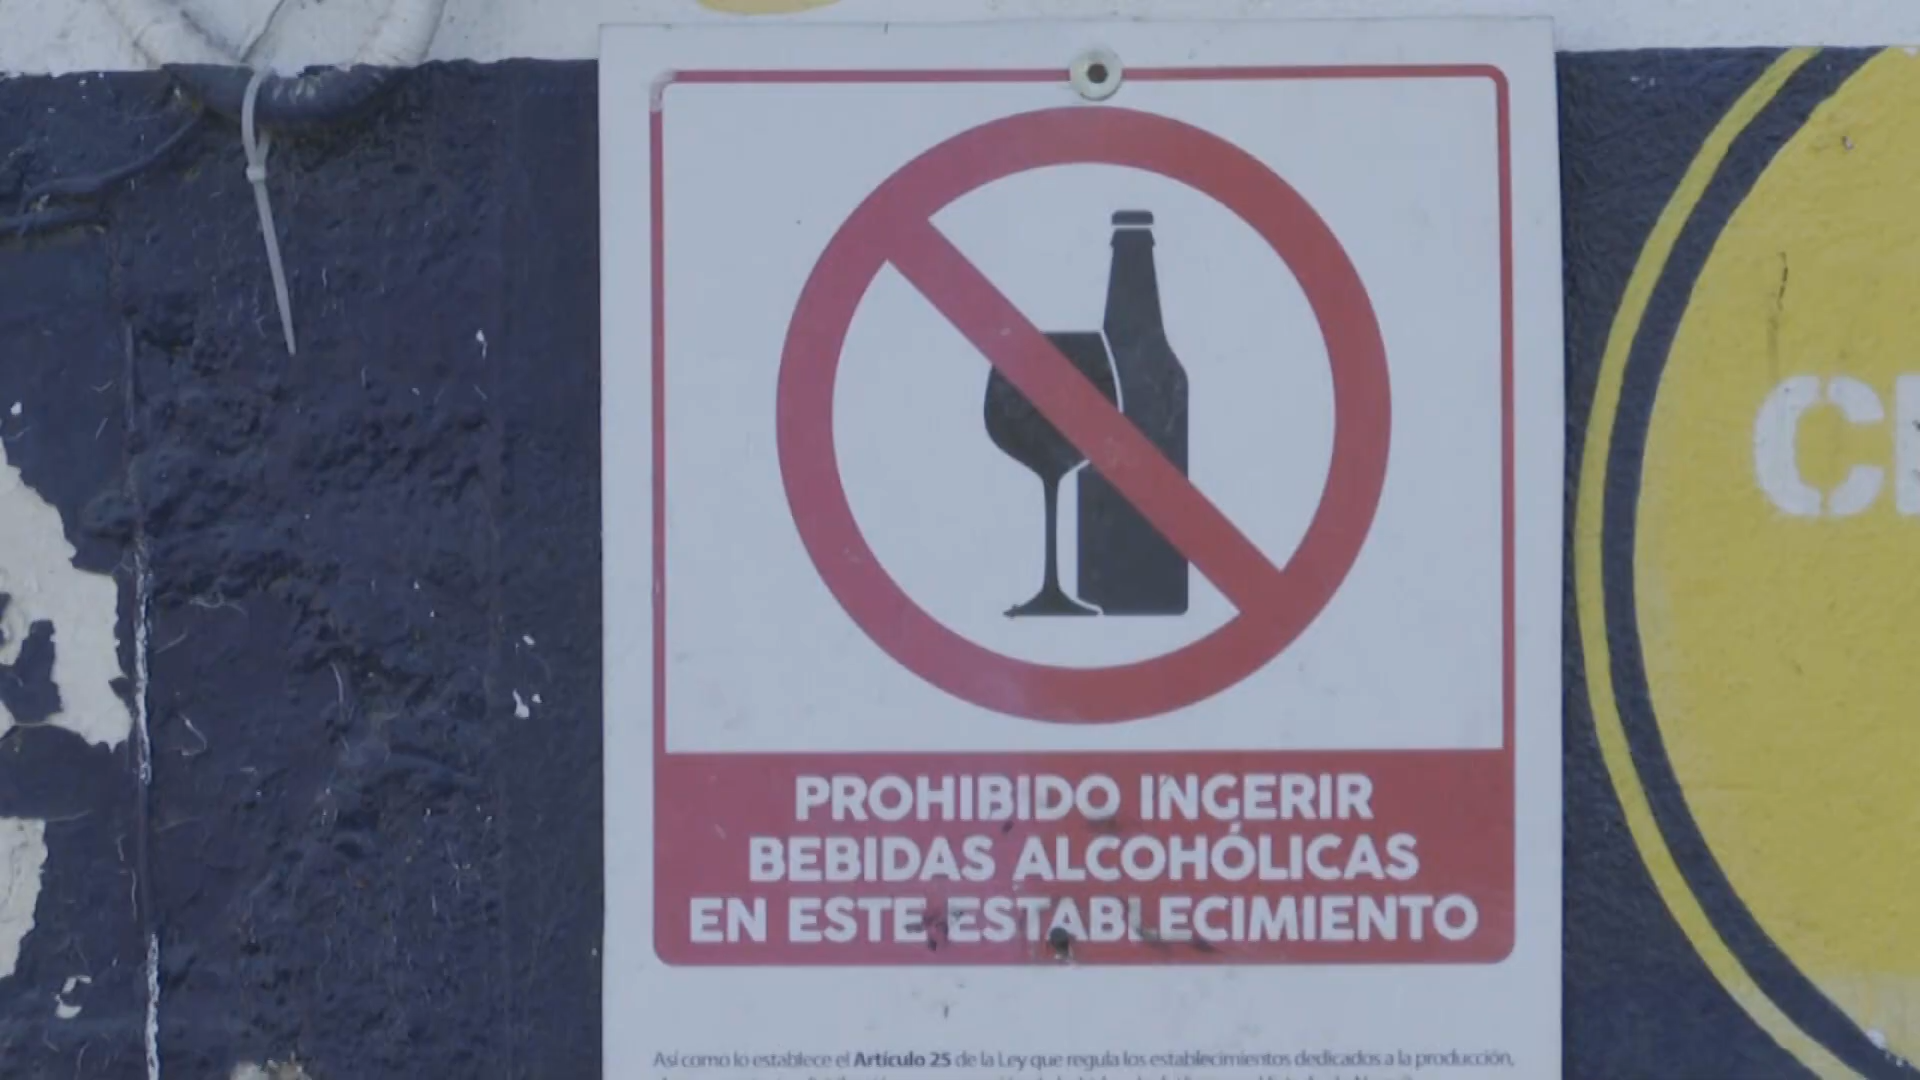 PROHIBIDO INGERIR
BEBIDAS ALCOHÓLICAS
EN ESTE ESTABLECIMIENTO
Así como lo establece el Artículo 25 de la Ley que regula los establecimientos dedicados a la producción,